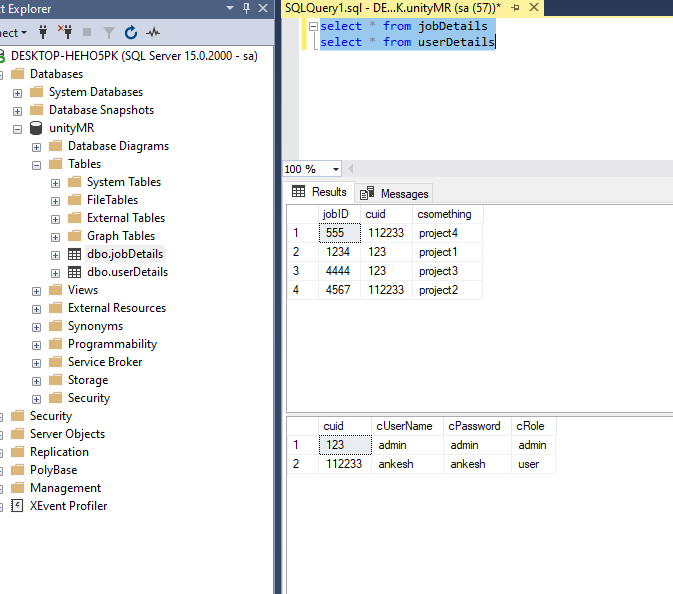 ct Explorer
nect
DESKTOP-HEHO5PK (SQL Server 15.0.2000 - sa)
Databases
System Databases
Database Snapshots
unityMR
Database Diagrams
Tables
System Tables
FileTables
External Tables
Graph Tables
dbo.jobDetails
dbo.userDetails
Views
External Resources
Synonyms
Programmability
Service Broker
Storage
Security
Security
Server Objects
Replication
PolyBase
Management
XEvent Profiler
SQLQuery1.sql - DE...K.unityMR (sa (57))*
select * from jobDetails
select * from userDetails
100 %
Results Messages
jobID cuid csomething
1 555 112233 project4
2 1234 123 project1
3 4444 123 project3
4 4567 112233 project2
cuid cUserName cPassword cRole
1 123 admin admin admin
2 112233 ankesh ankesh user